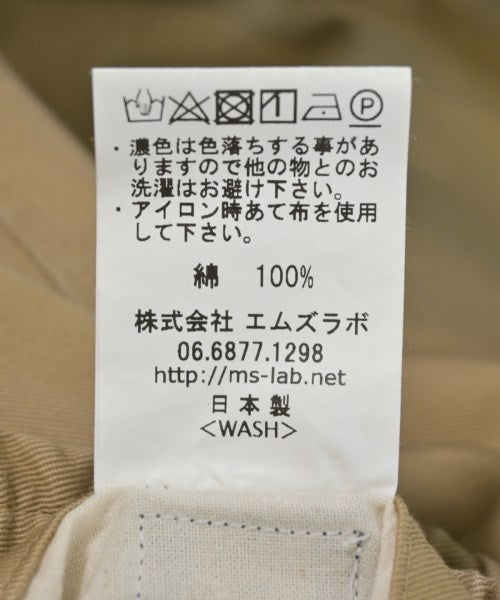 P
・濃色は色落ちする事があ
りますので他の物とのお
洗濯はお避け下さい。
・アイロン時あて布を使用
して下さい。
綿 100%
株式会社 エムズラボ
06.6877.1298
http://ms-lab.net
日本製
<WASH>